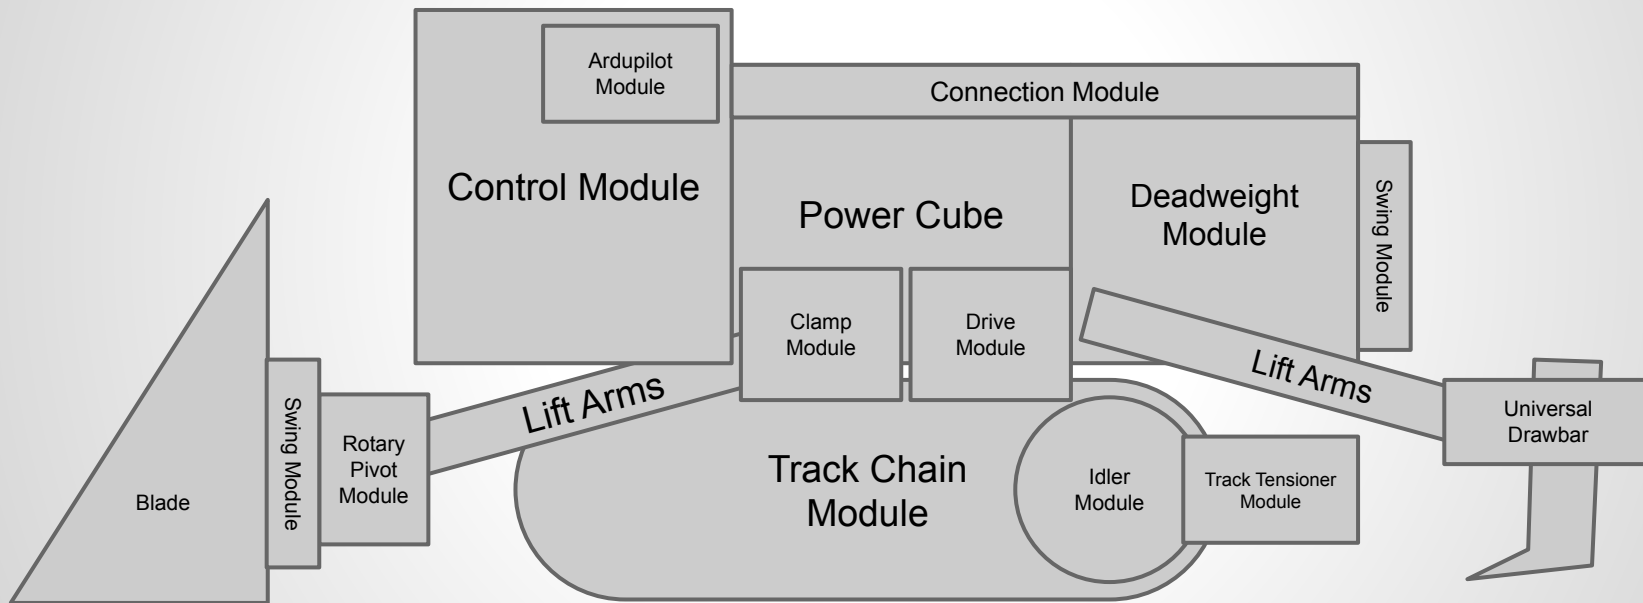 Ardupilot
Module
Connection Module
Control Module
Power Cube
Deadweight
Module
Swing Module
Clamp
Module
Drive
Module
Lift Arms
Lift Arms
Universal
Drawbar
Swing Module
Rotary
Pivot
Module
Blade
Track Chain
Module
Idler
Module
Track Tensioner
Module